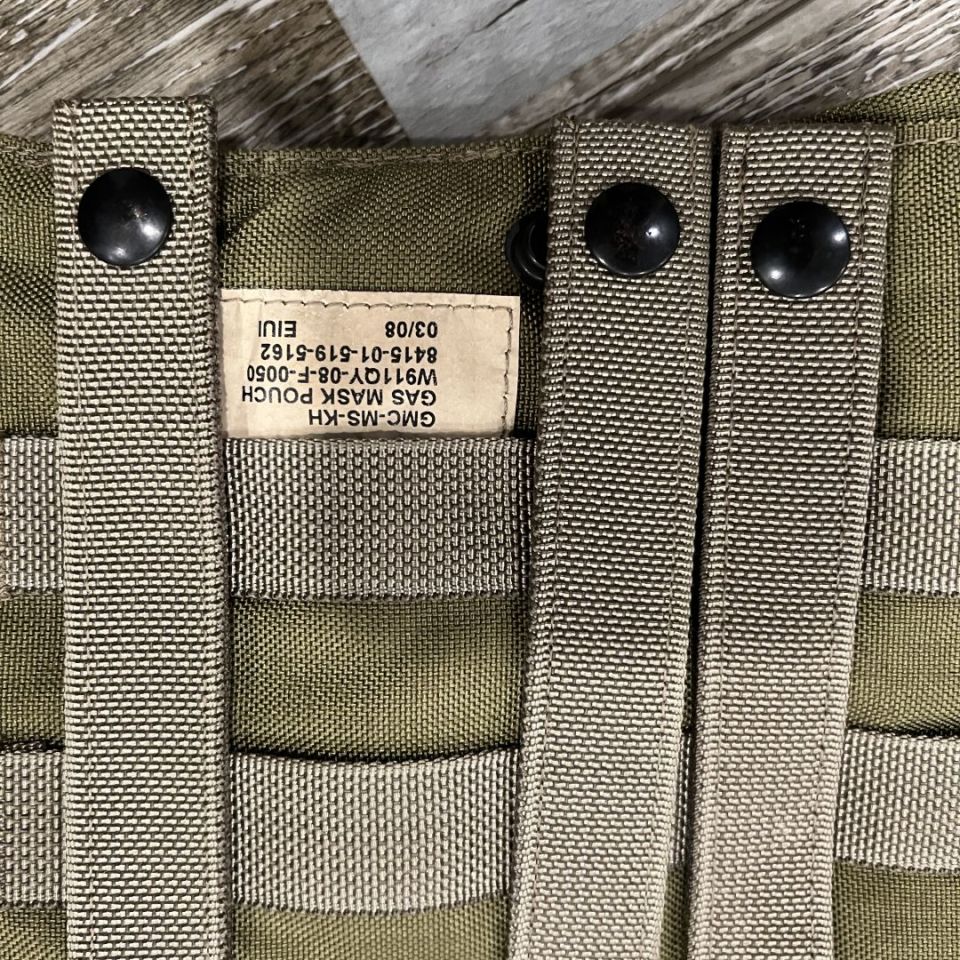 GMC-MS-KH
GAS MASK POUCH
W911QY-08-F-0050
8415-01-519-5162
03/08 EIUI